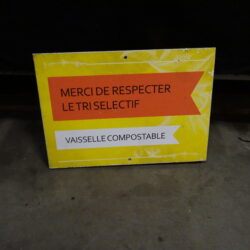 MERCI DE RESPECTER
LE TRI SELECTIF
VAISSELLE COMPOSTABLE